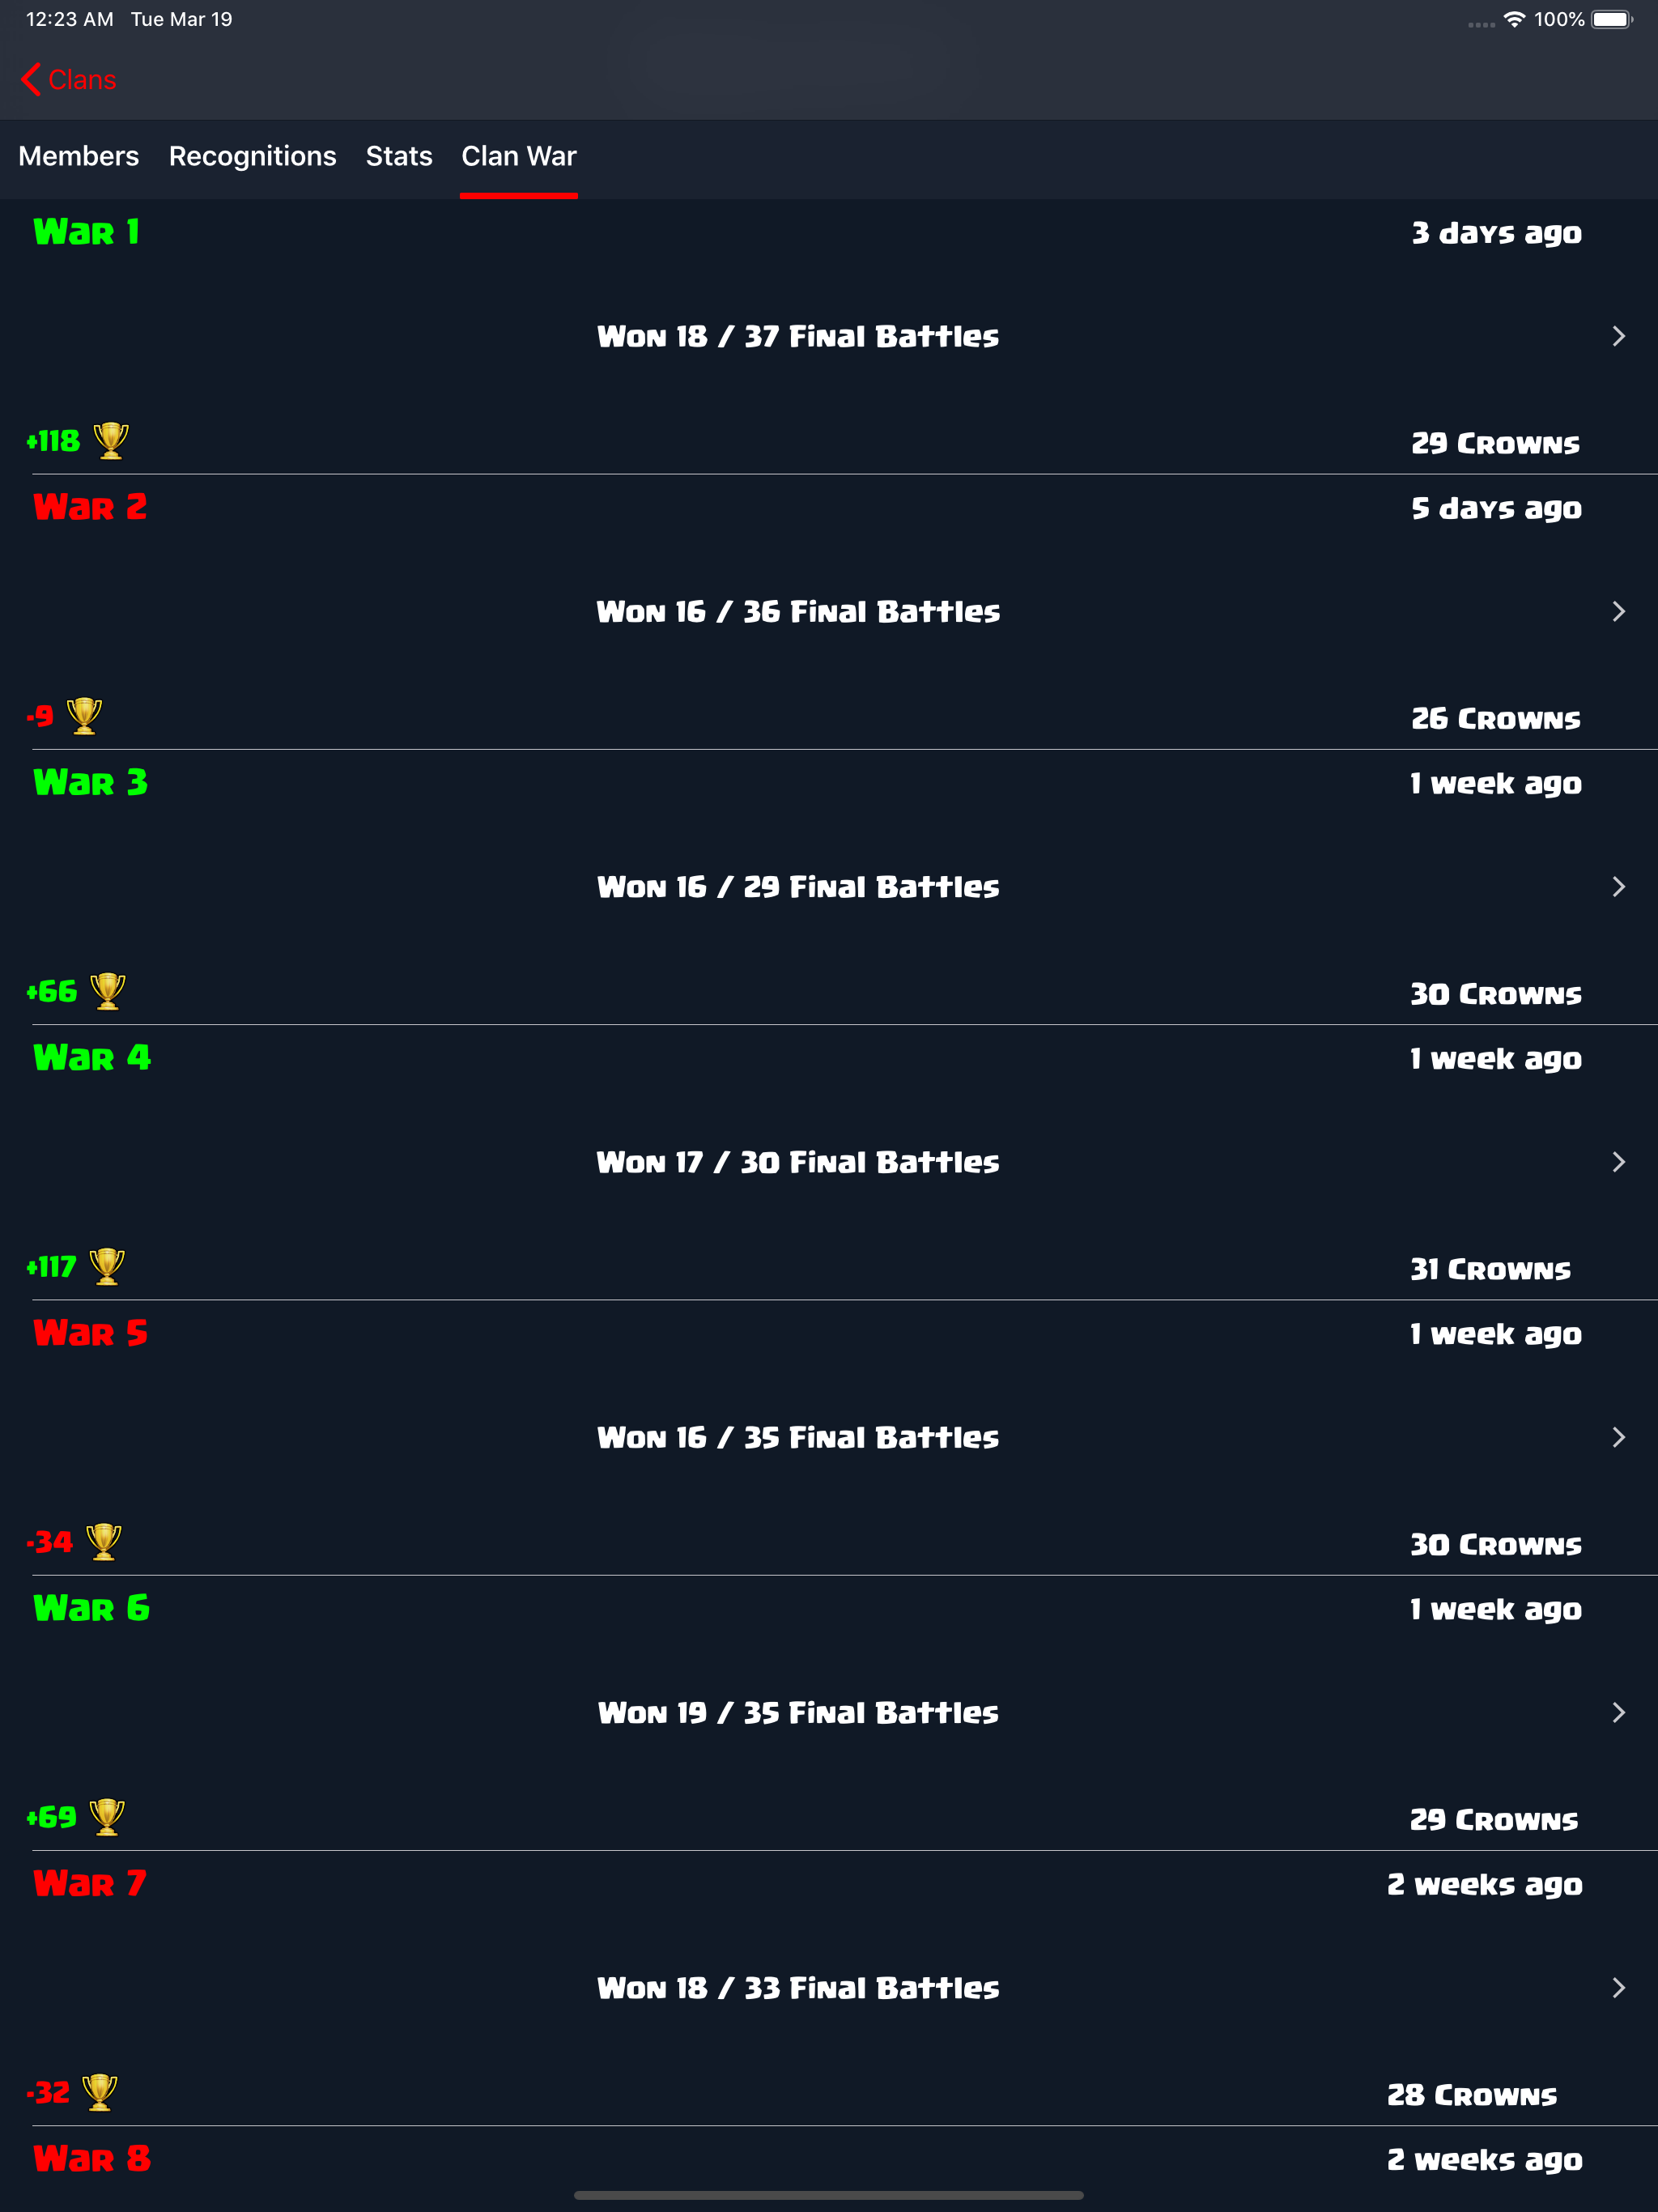 12:23 AM Tue Mar 19 100%
Clans
Members Recognitions Stats Clan War
War 1 3 days ago
Won 18 / 37 Final Battles
+118 29 Crowns
War 2 5 days ago
Won 16 / 36 Final Battles
-9 26 Crowns
War 3 1 week ago
Won 16 / 29 Final Battles
+66 30 Crowns
War 4 1 week ago
Won 17 / 30 Final Battles
+117 31 Crowns
War 5 1 week ago
Won 16 / 35 Final Battles
-34 30 Crowns
War 6 1 week ago
Won 19 / 35 Final Battles
+69 29 Crowns
War 7 2 weeks ago
Won 18 / 33 Final Battles
-32 28 Crowns
War 8 2 weeks ago